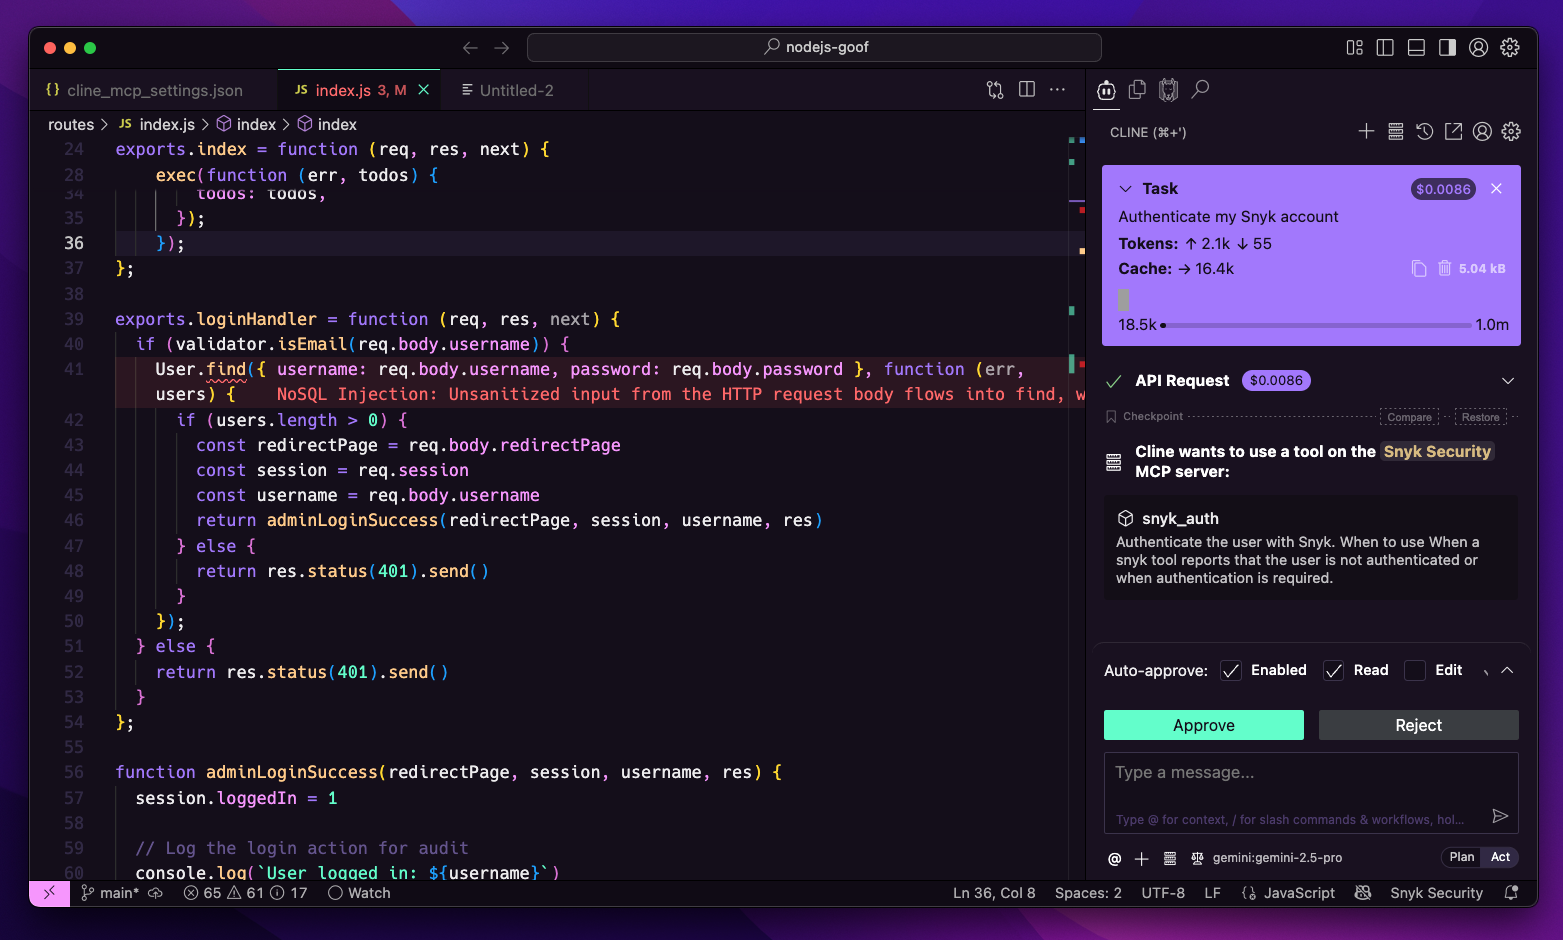 nodejs-goof
{} cline_mcp_settings.json
JS index.js 3, M
Untitled-2
routes > JS index.js > index > index
24 exports.index = function (req, res, next) {
28 exec(function (err, todos) {
34 todos: todos,
35 });
36 });
37 };
38
39 exports.loginHandler = function (req, res, next) {
40 if (validator.isEmail(req.body.username)) {
41 User.find({ username: req.body.username, password: req.body.password }, function (err,
users) { NoSQL Injection: Unsanitized input from the HTTP request body flows into find, w
42 if (users.length > 0) {
43 const redirectPage = req.body.redirectPage
44 const session = req.session
45 const username = req.body.username
46 return adminLoginSuccess(redirectPage, session, username, res)
47 } else {
48 return res.status(401).send()
49 }
50 });
51 } else {
52 return res.status(401).send()
53 }
54 };
55
56 function adminLoginSuccess(redirectPage, session, username, res) {
57 session.loggedIn = 1
58
59 // Log the login action for audit
60 console.log(`User logged in: ${username}`)
CLINE (⌘+')
Task $0.0086
Authenticate my Snyk account
Tokens: ↑ 2.1k ↓ 55
Cache: → 16.4k 5.04 kB
18.5k 1.0m
API Request $0.0086
Checkpoint Compare Restore
Cline wants to use a tool on the Snyk Security
MCP server:
snyk_auth
Authenticate the user with Snyk. When to use When a
snyk tool reports that the user is not authenticated or
when authentication is required.
Auto-approve: Enabled Read Edit
Approve Reject
Type a message...
Type @ for context, / for slash commands & workflows, hol...
@ + gemini:gemini-2.5-pro Plan Act
main* 65 61 17 Watch
Ln 36, Col 8 Spaces: 2 UTF-8 LF {} JavaScript Snyk Security